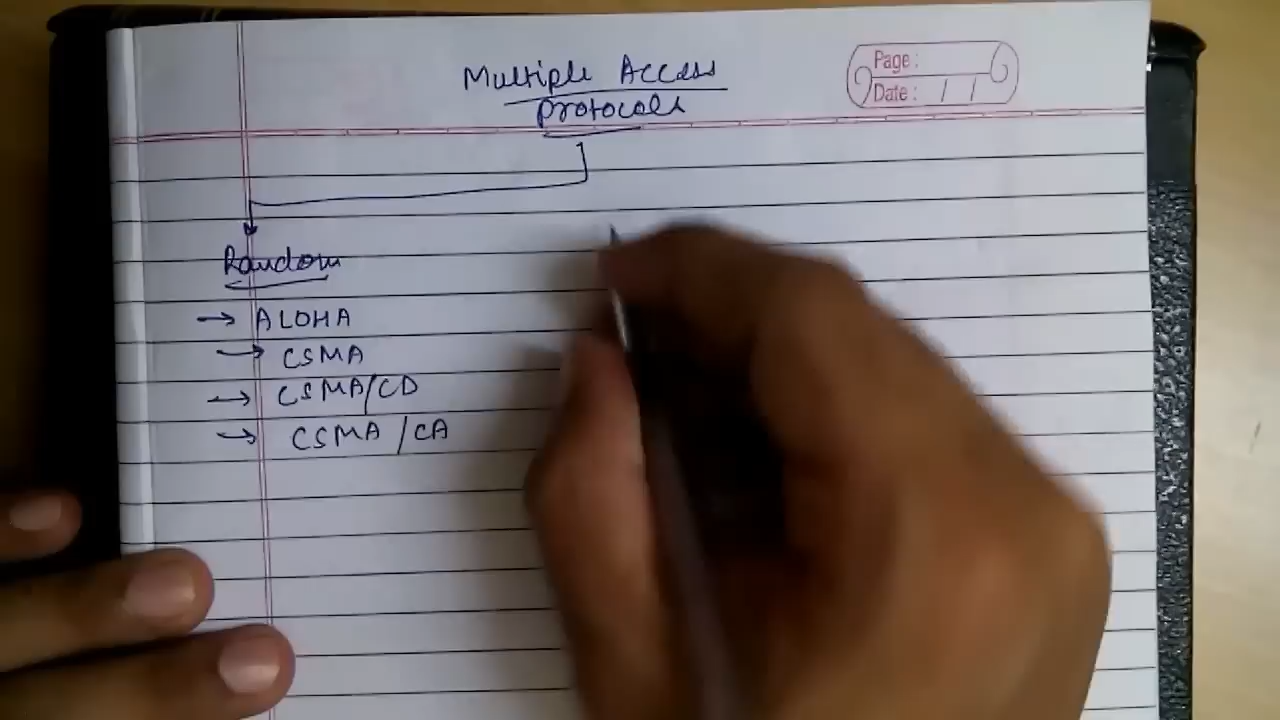 Multiple Access
Protocols
Page:
Date: / /
Random
→ ALOHA
→ CSMA
→ CSMA/CD
→ CSMA /CA